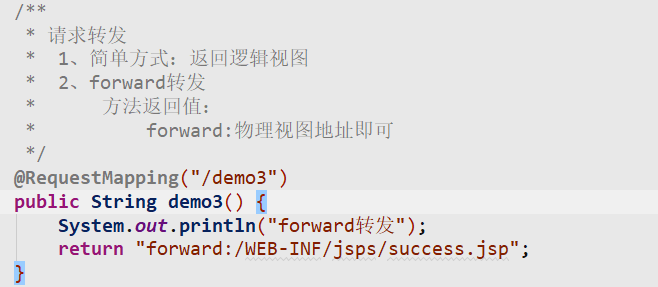 /**
 * 请求转发
 *  1、简单方式：返回逻辑视图
 *  2、forward转发
 *      方法返回值：
 *          forward:物理视图地址即可
 */
@RequestMapping("/demo3")
public String demo3() {
    System.out.println("forward转发");
    return "forward:/WEB-INF/jsps/success.jsp";
}